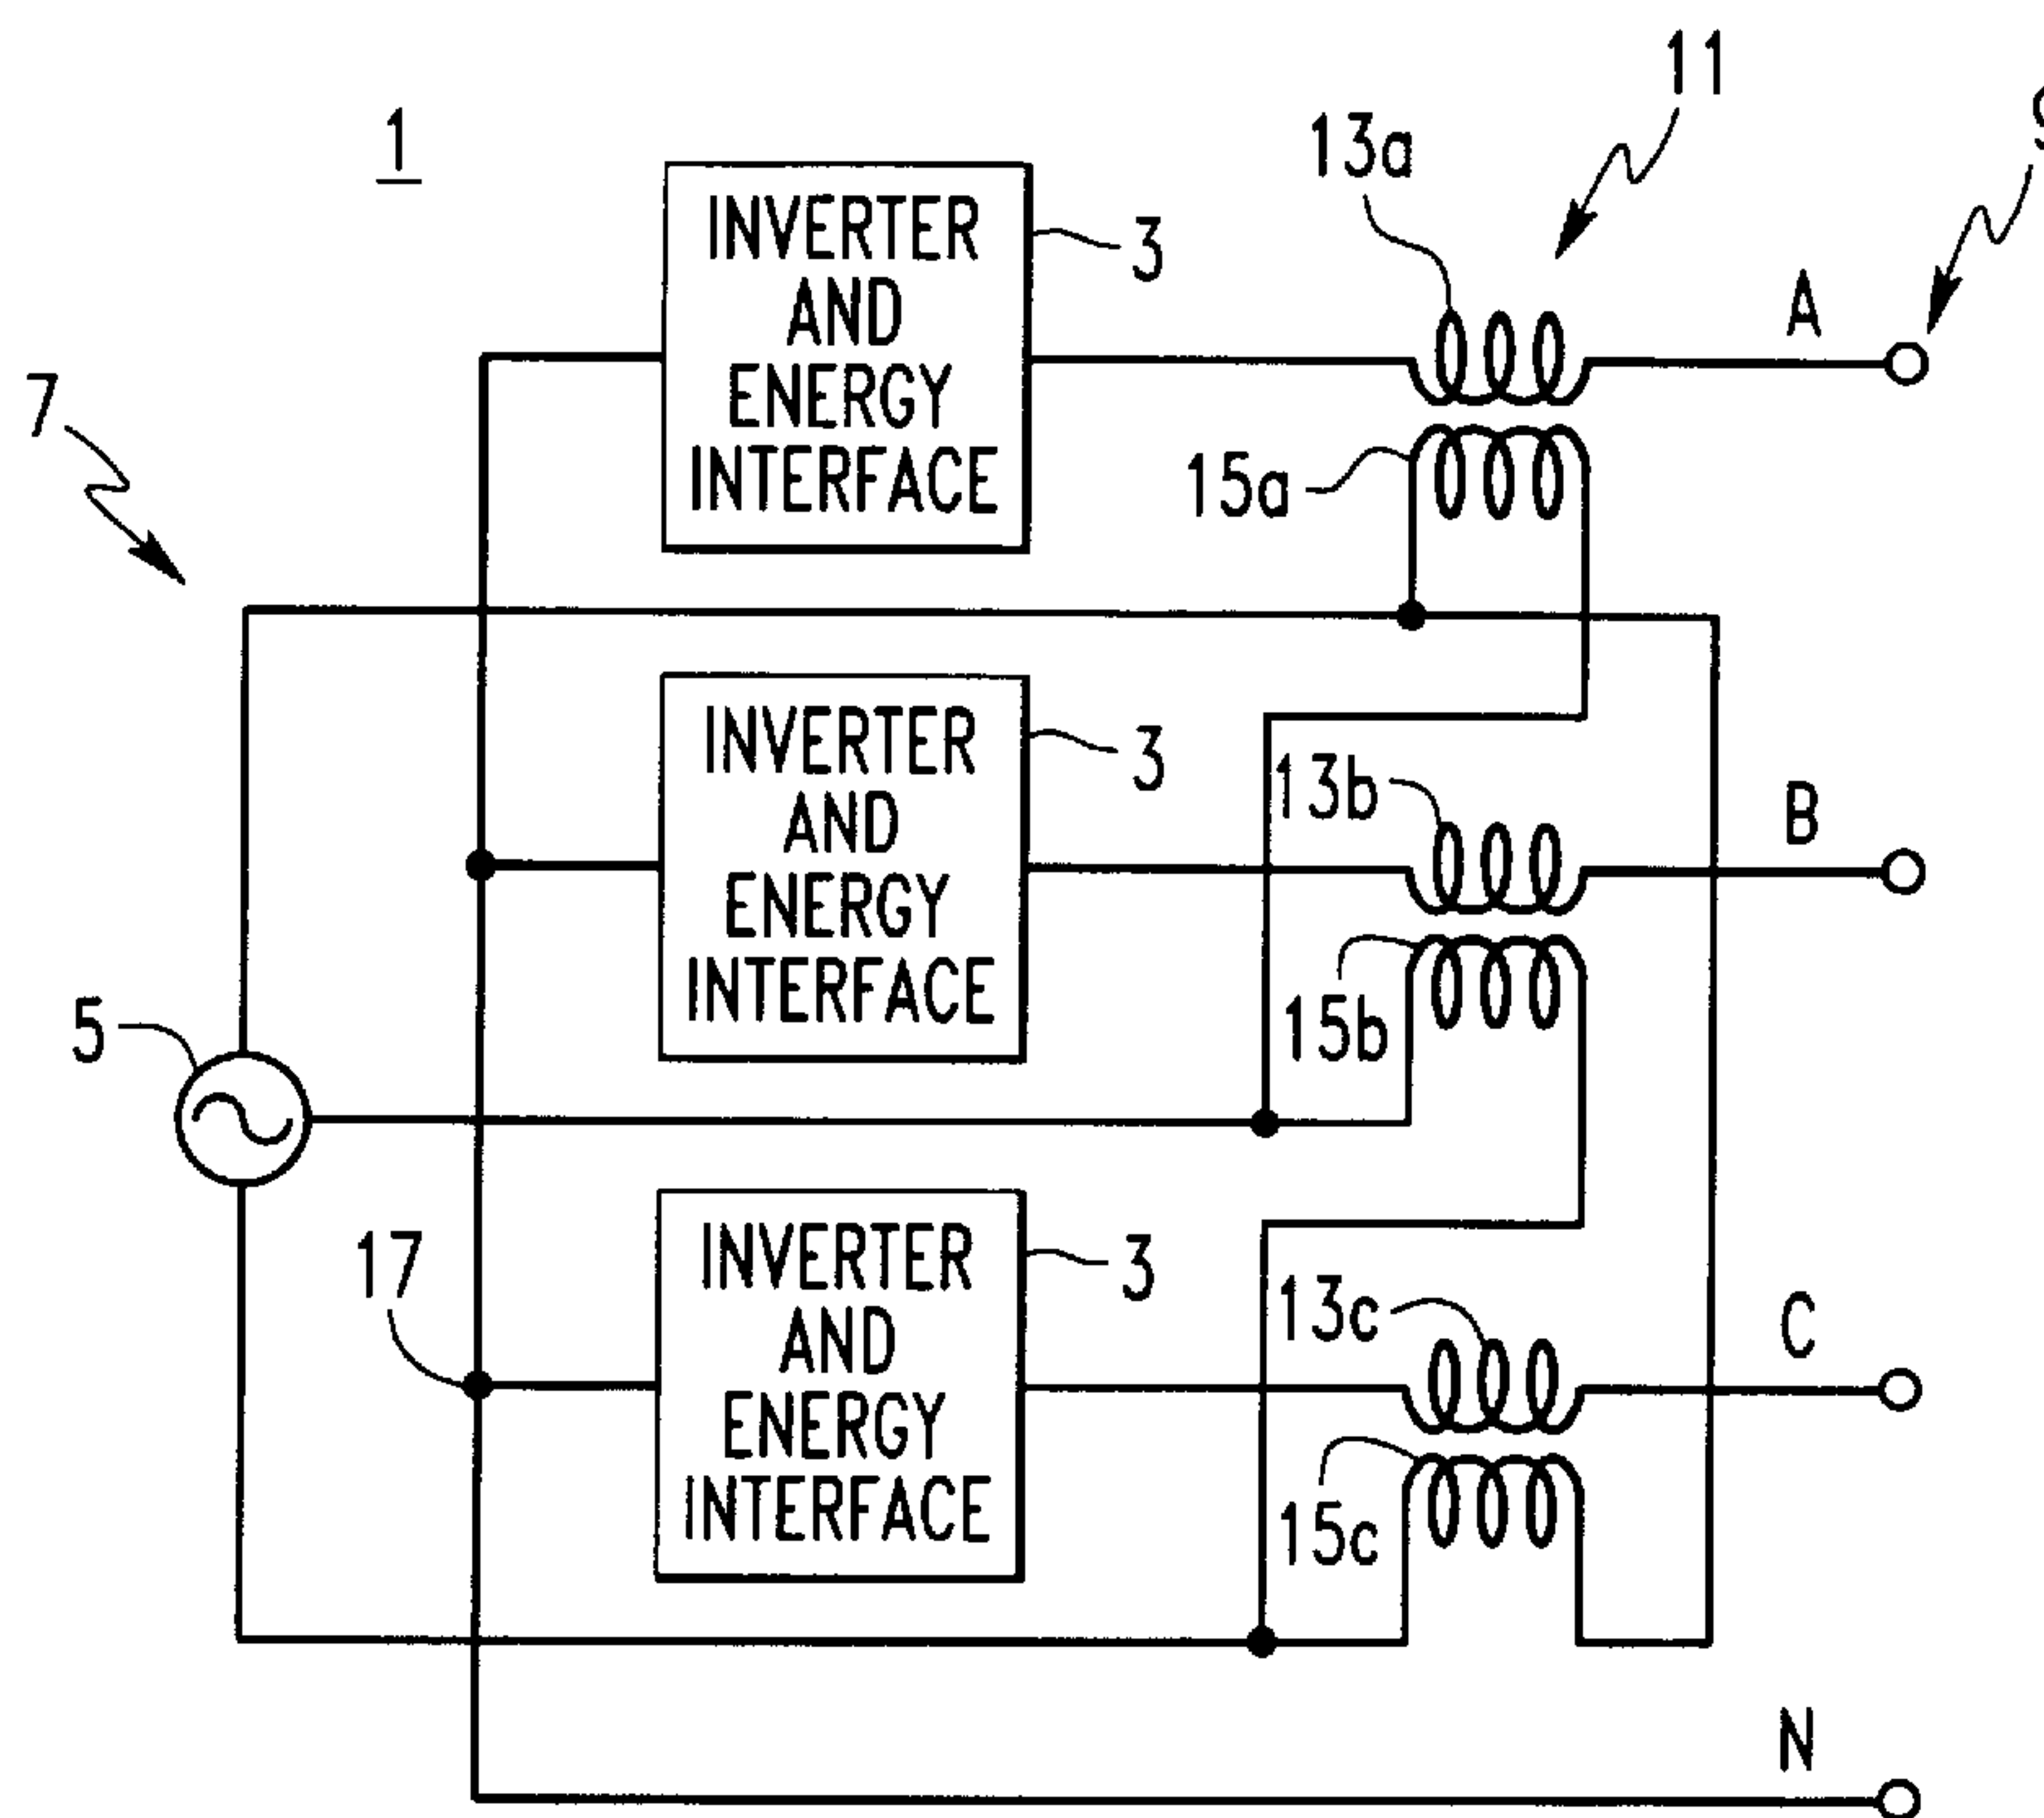 11
9
1
13a
INVERTER
AND
ENERGY
INTERFACE
3
A
7
15a
INVERTER
AND
ENERGY
INTERFACE
3
13b
B
5
15b
17
INVERTER
AND
ENERGY
INTERFACE
3
13c
C
15c
N